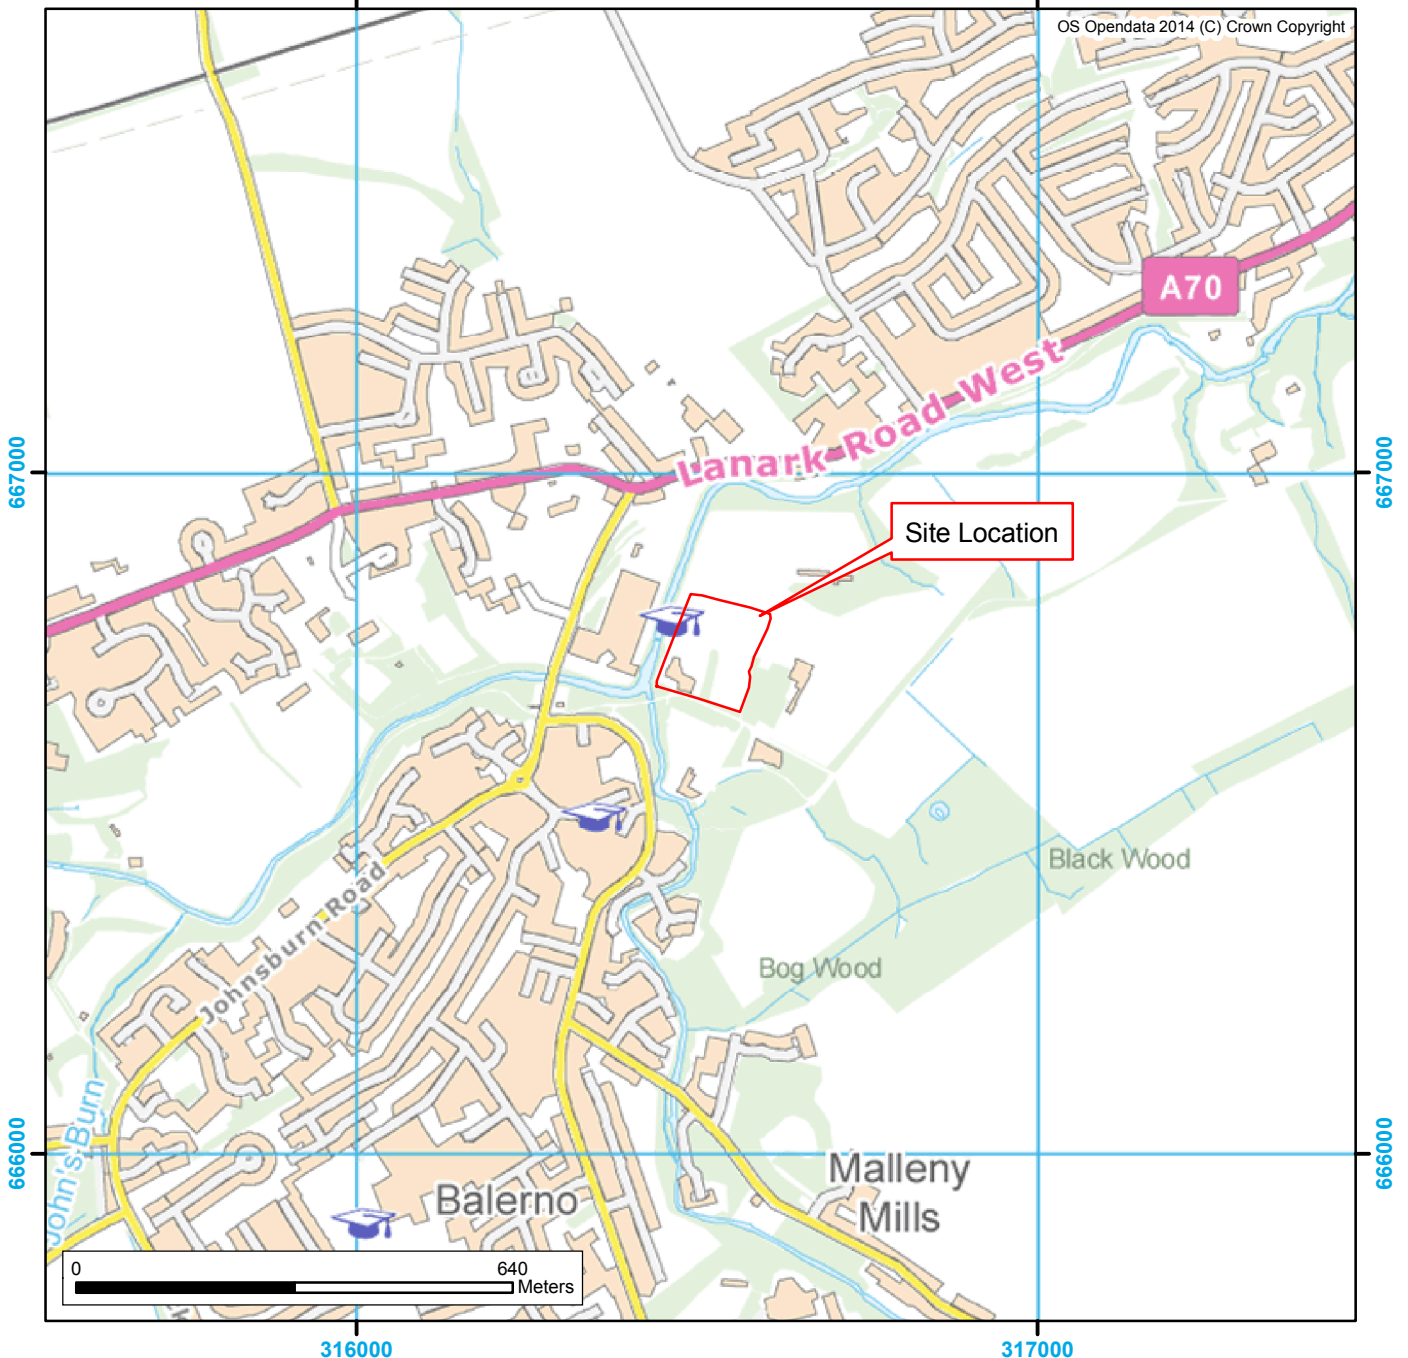 OS Opendata 2014 (C) Crown Copyright
A70
Lanark Road West
667000
667000
Site Location
Black Wood
Johnsburn Road
Bog Wood
John's Burn
666000
666000
Malleny
Mills
Balerno
0 640
Meters
316000
317000